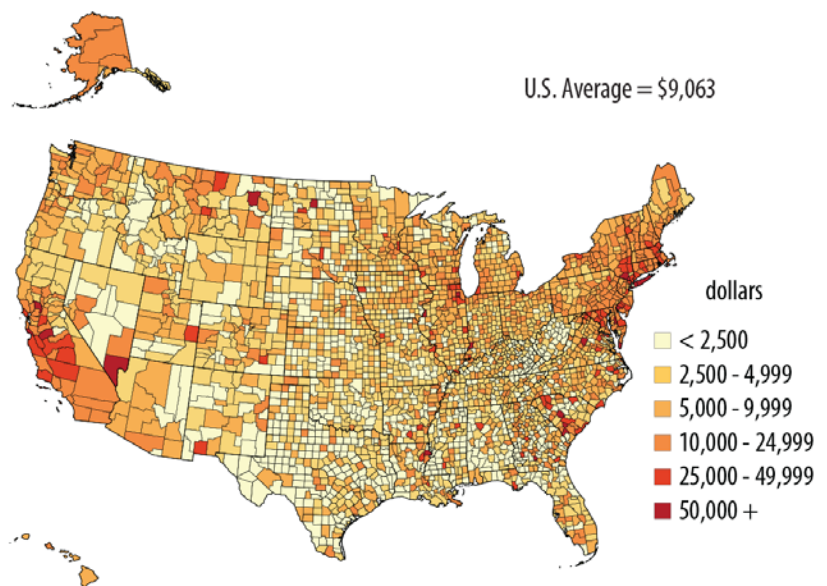 U.S. Average = $9,063
dollars
< 2,500
2,500 - 4,999
5,000 - 9,999
10,000 - 24,999
25,000 - 49,999
50,000 +